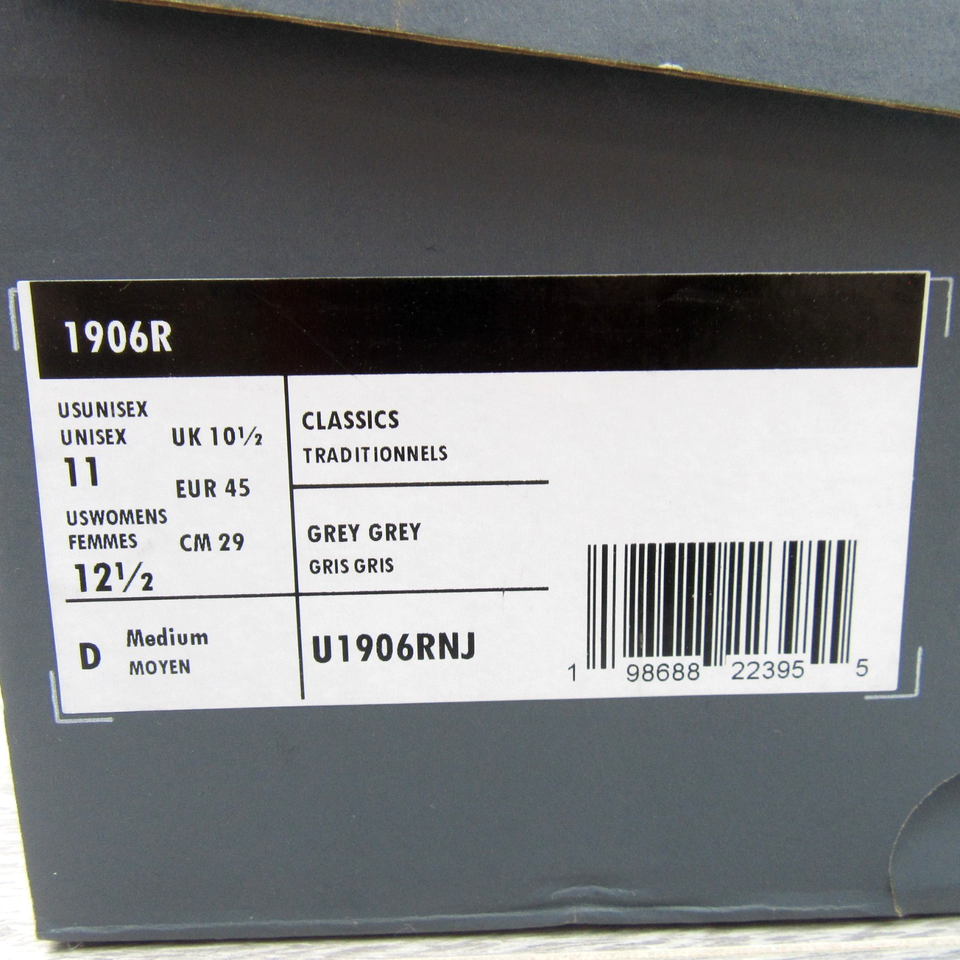 1906R
USUNISEX
UNISEX
11
UK 10½
EUR 45
USWOMENS
FEMMES
12½
CM 29
D
Medium
MOYEN
CLASSICS
TRADITIONNELS
GREY GREY
GRIS GRIS
U1906RNJ
1 98688 22395 5